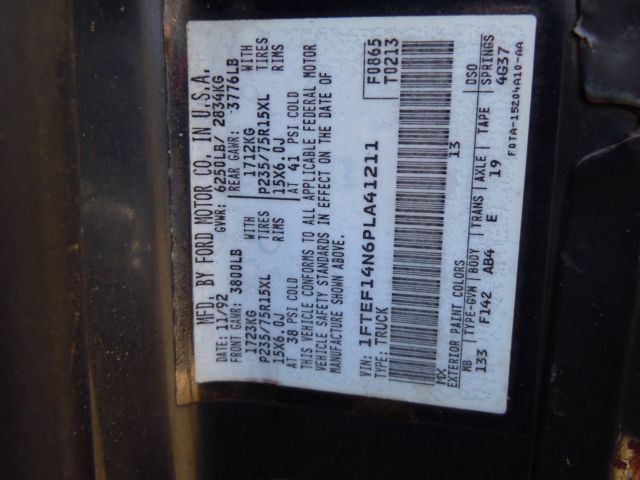 MFD. BY FORD MOTOR CO. IN U.S.A.
DATE: 11/92 GVWR: 6250LB/ 2834KG
FRONT GAWR: 3800LB REAR GAWR: 3776LB
1723KG WITH 1712KG WITH
P235/75R15XL TIRES P235/75R15XL TIRES
15X6.0J RIMS 15X6.0J RIMS
AT 38 PSI COLD AT 41 PSI COLD
THIS VEHICLE CONFORMS TO ALL APPLICABLE FEDERAL MOTOR
VEHICLE SAFETY STANDARDS IN EFFECT ON THE DATE OF
MANUFACTURE SHOWN ABOVE.
F0865
T0213
VIN: 1FTEF14N6PLA41211
TYPE: TRUCK
MX 13
EXTERIOR PAINT COLORS DSO
WB TYPE-GVM BODY TRANS AXLE TAPE SPRINGS
133 F142 AB4 E 19 4G37
F0TA-15204A10-AA